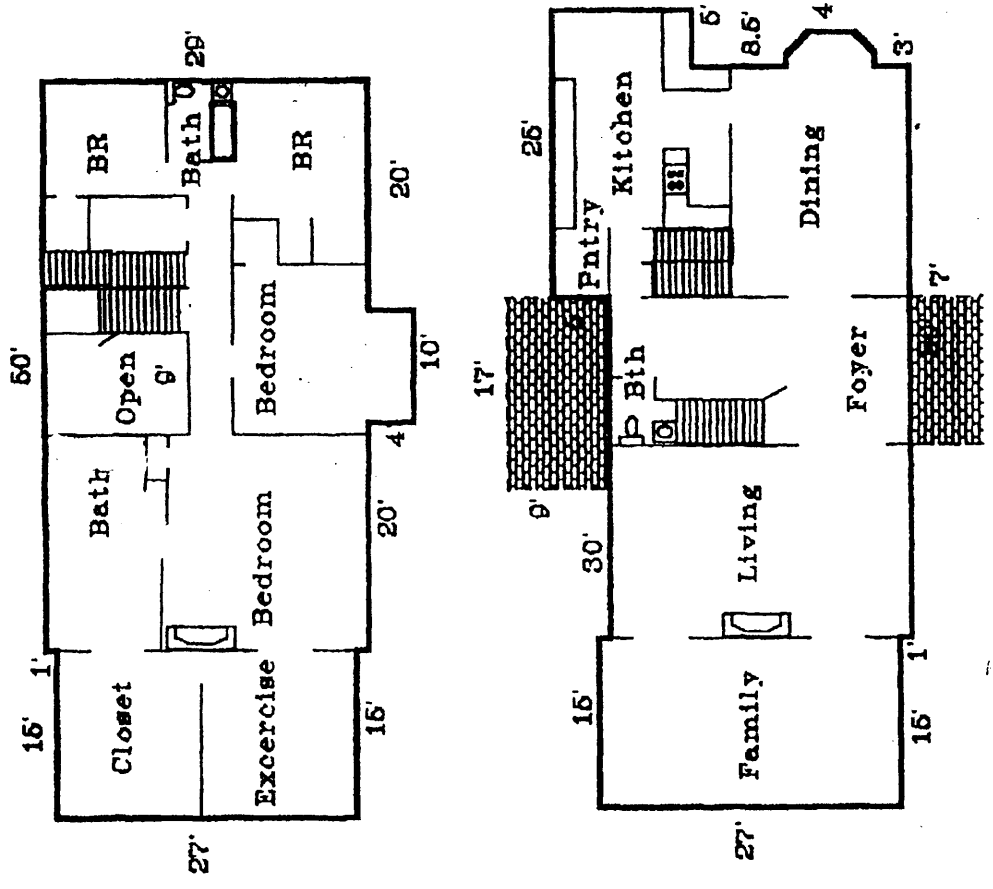 29'
BR
Bath
BR
20'
50'
Open
9'
Bedroom
10'
4
Bath
Bedroom
20'
1'
15'
Closet
Excercise
15'
27'
5'
8.5'
4
3'
25'
Kitchen
Pntry
Dining
17'
7'
Bth
Foyer
9'
30'
Living
1'
15'
Family
15'
27'